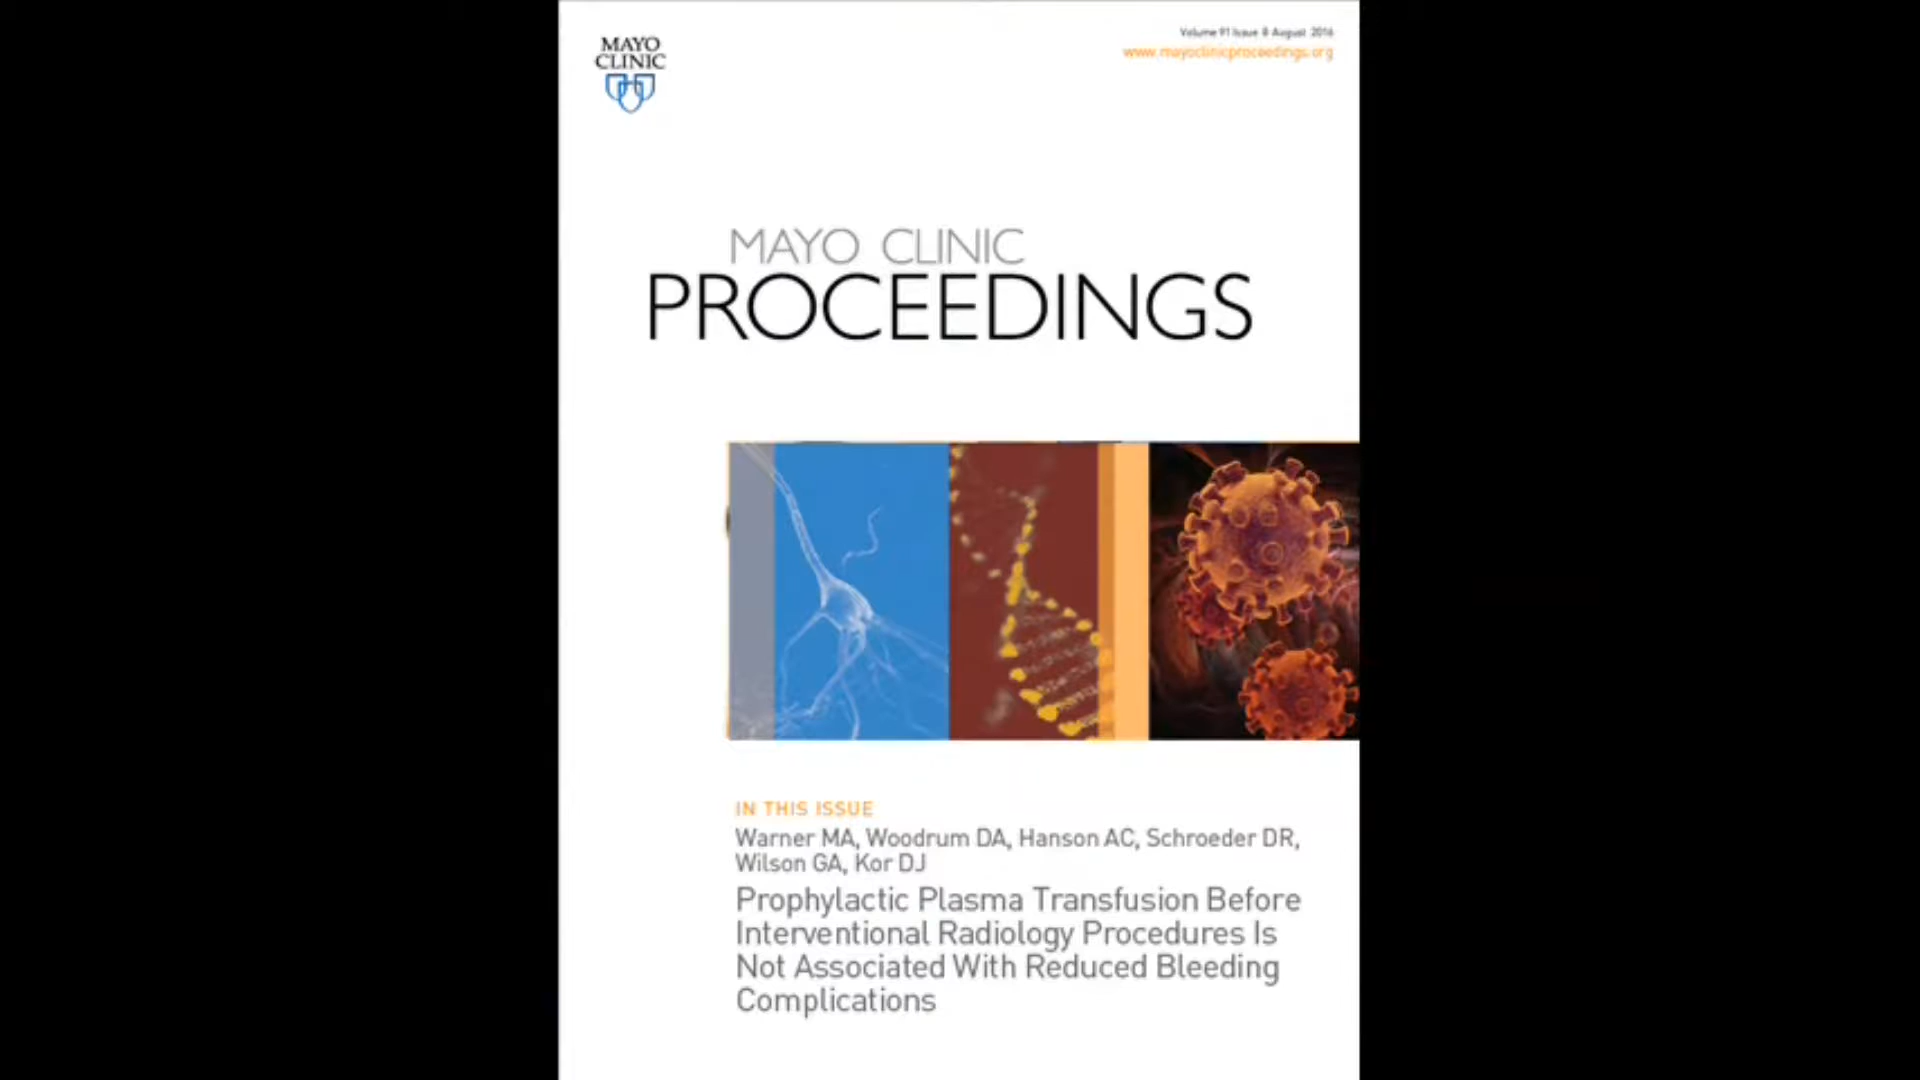 MAYO
CLINIC
Volume 91 Issue 8 August 2016
www.mayoclinicproceedings.org
MAYO CLINIC
PROCEEDINGS
IN THIS ISSUE
Warner MA, Woodrum DA, Hanson AC, Schroeder DR,
Wilson GA, Kor DJ
Prophylactic Plasma Transfusion Before
Interventional Radiology Procedures Is
Not Associated With Reduced Bleeding
Complications